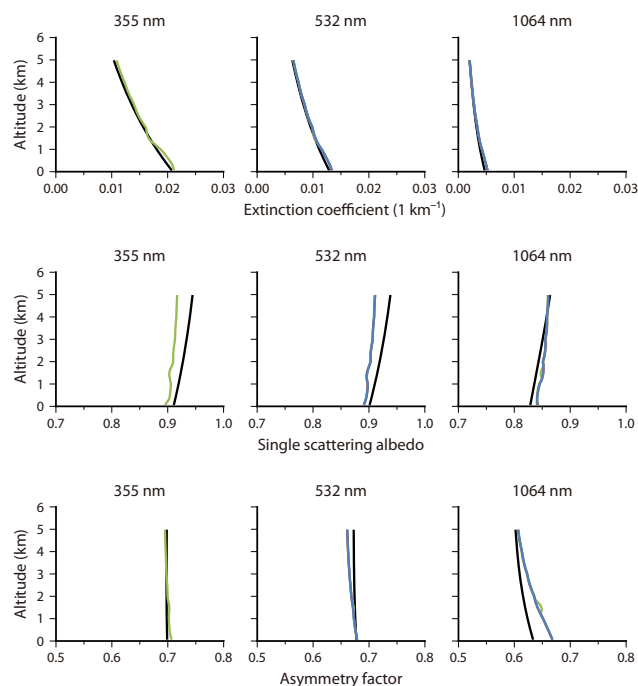 355 nm
532 nm
1064 nm
Altitude (km)
6
5
4
3
2
1
0
0.00 0.01 0.02 0.03
0.00 0.01 0.02 0.03
0.00 0.01 0.02 0.03
Extinction coefficient (1 km⁻¹)
355 nm
532 nm
1064 nm
Altitude (km)
6
5
4
3
2
1
0
0.7 0.8 0.9 1.0
0.7 0.8 0.9 1.0
0.7 0.8 0.9 1.0
Single scattering albedo
355 nm
532 nm
1064 nm
Altitude (km)
6
5
4
3
2
1
0
0.5 0.6 0.7 0.8
0.5 0.6 0.7 0.8
0.5 0.6 0.7 0.8
Asymmetry factor